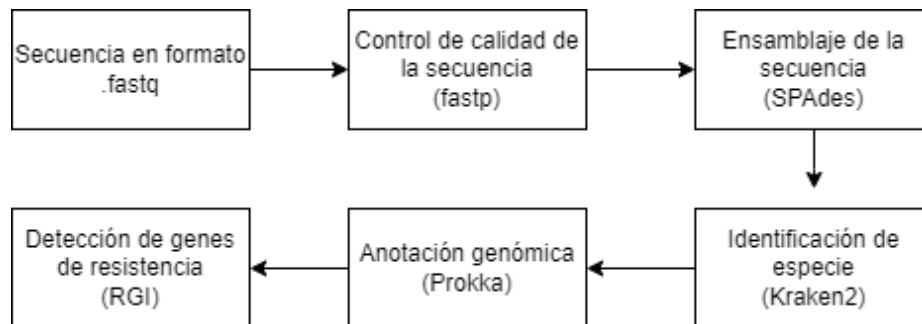 Secuencia en formato
.fastq
Control de calidad de
la secuencia
(fastp)
Ensamblaje de la
secuencia
(SPAdes)
Identificación de
especie
(Kraken2)
Anotación genómica
(Prokka)
Detección de genes
de resistencia
(RGI)